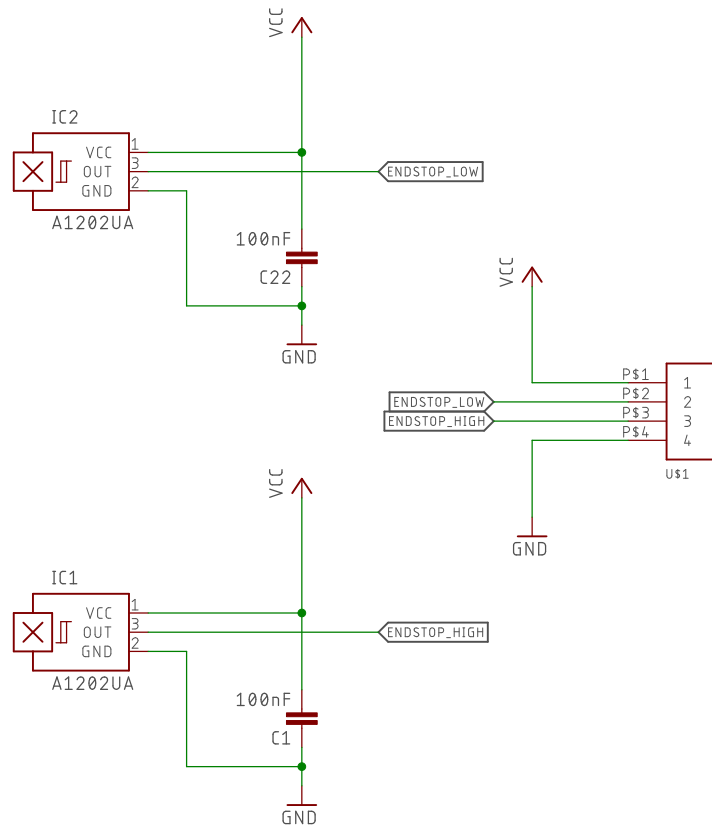 VCC
IC2
VCC 1
OUT 3
GND 2
A1202UA
ENDSTOP_LOW
100nF
C22
GND
VCC
P$1 1
ENDSTOP_LOW P$2 2
ENDSTOP_HIGH P$3 3
P$4 4
U$1
GND
VCC
IC1
VCC 1
OUT 3
GND 2
A1202UA
ENDSTOP_HIGH
100nF
C1
GND